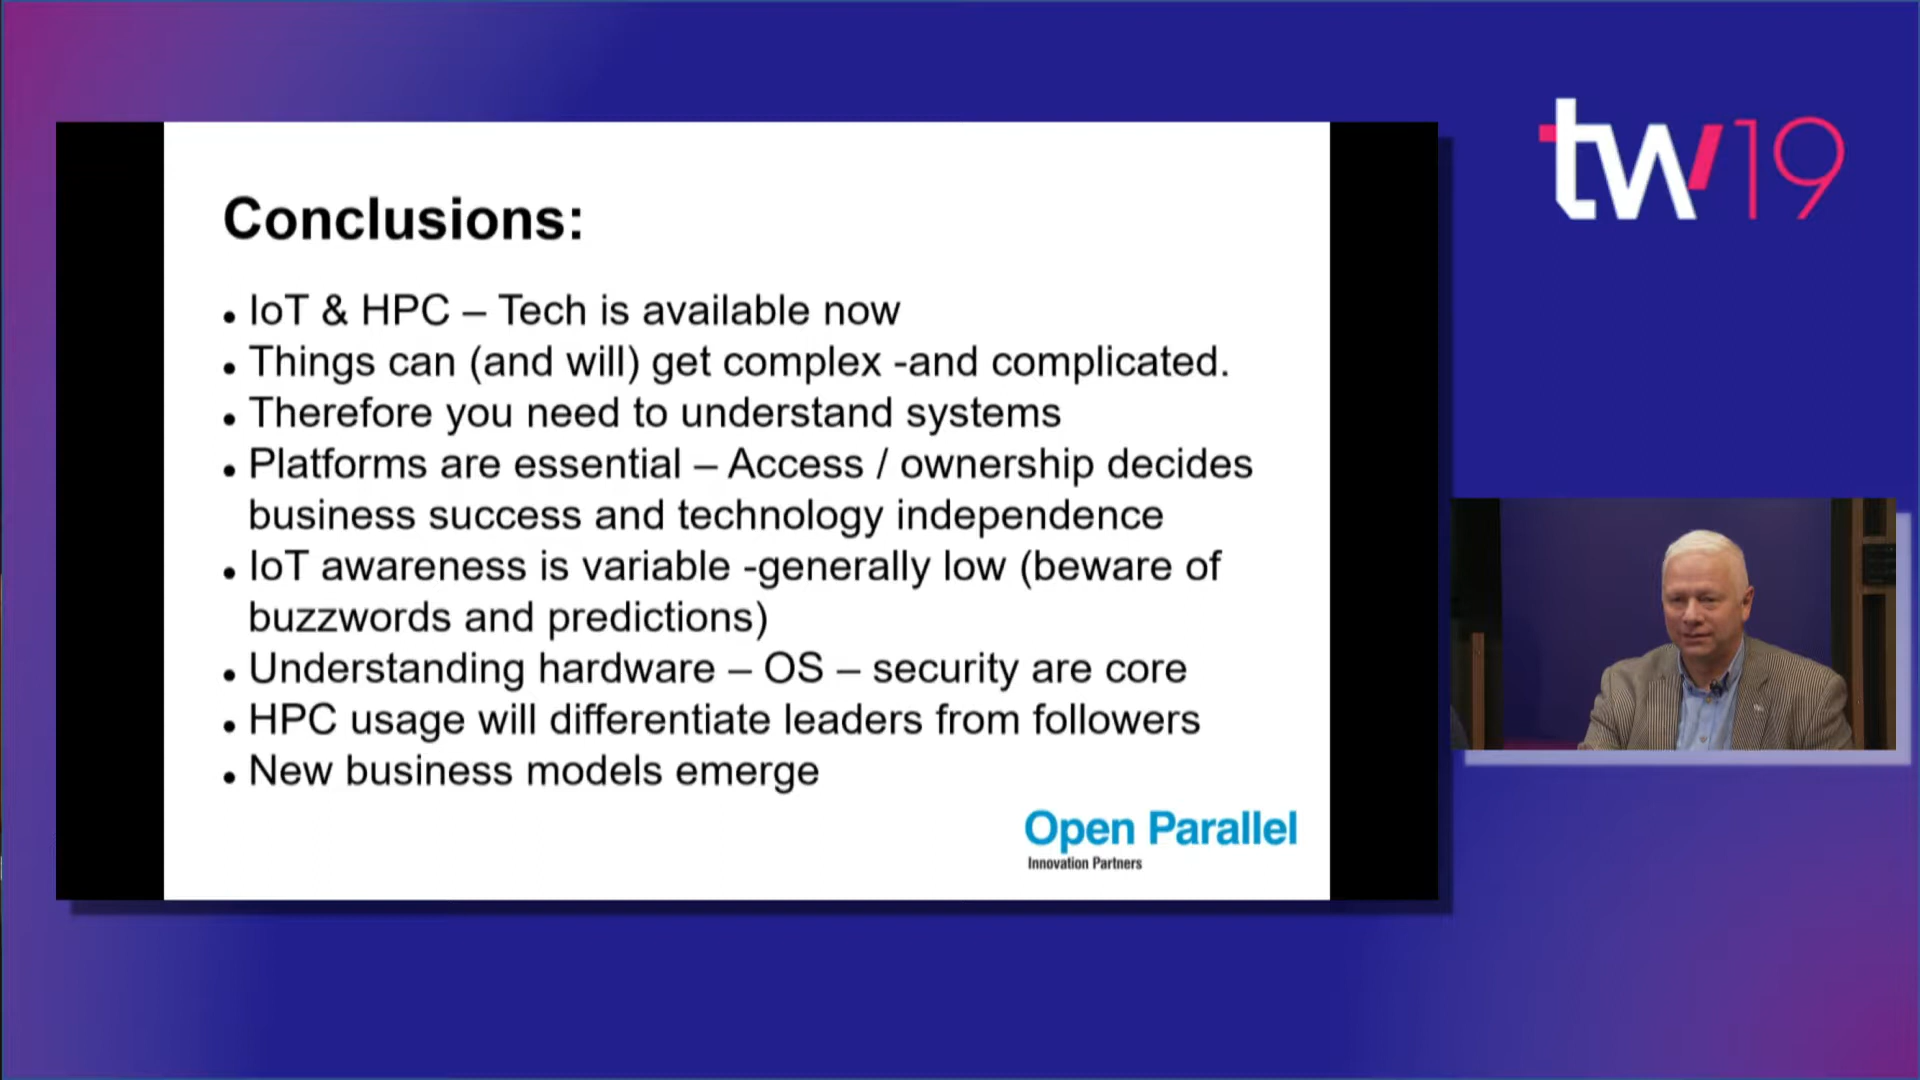 tw19
Conclusions:
• IoT & HPC – Tech is available now
• Things can (and will) get complex -and complicated.
• Therefore you need to understand systems
• Platforms are essential – Access / ownership decides
business success and technology independence
• IoT awareness is variable -generally low (beware of
buzzwords and predictions)
• Understanding hardware – OS – security are core
• HPC usage will differentiate leaders from followers
• New business models emerge
Open Parallel
Innovation Partners